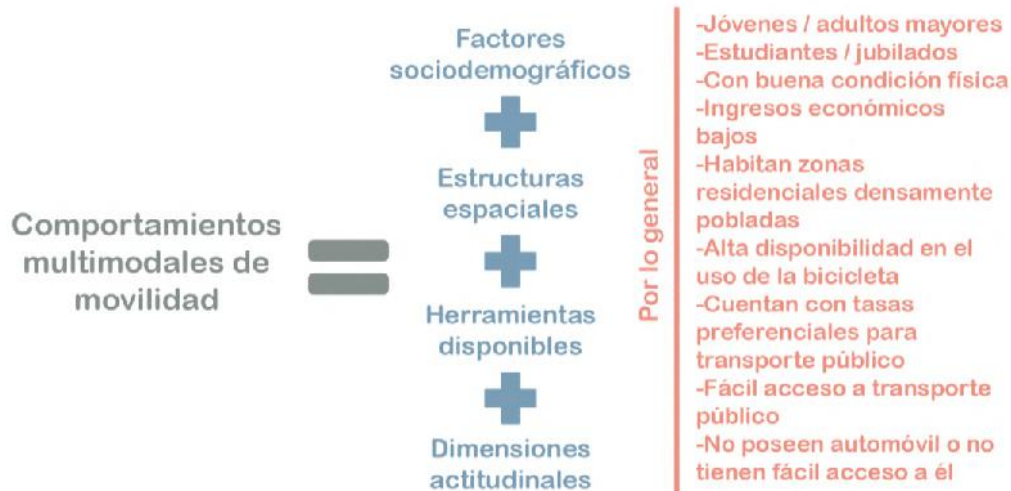 Comportamientos
multimodales de
movilidad
Factores
sociodemográficos
Estructuras
espaciales
Herramientas
disponibles
Dimensiones
actitudinales
Por lo general
-Jóvenes / adultos mayores
-Estudiantes / jubilados
-Con buena condición física
-Ingresos económicos
bajos
-Habitan zonas
residenciales densamente
pobladas
-Alta disponibilidad en el
uso de la bicicleta
-Cuentan con tasas
preferenciales para
transporte público
-Fácil acceso a transporte
público
-No poseen automóvil o no
tienen fácil acceso a él